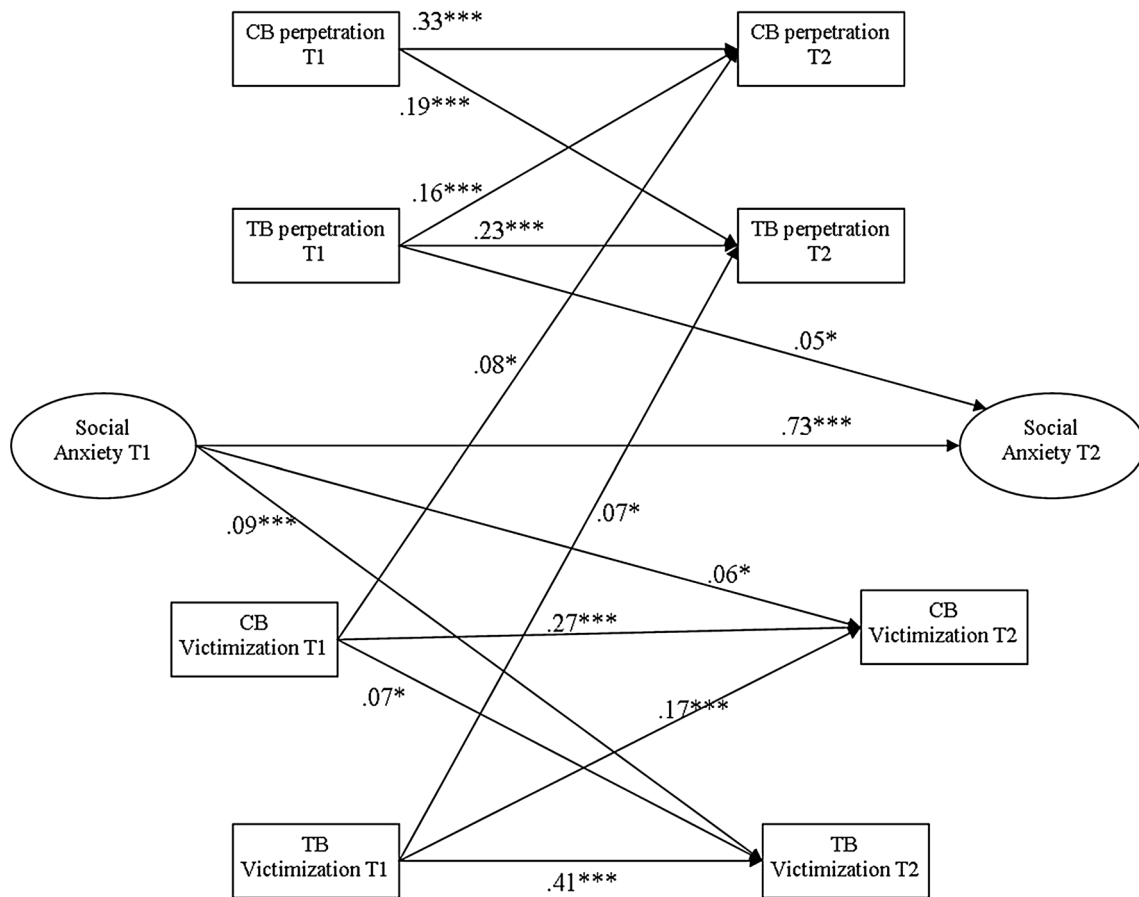 CB perpetration
T1
.33***
CB perpetration
T2
.19***
.16***
TB perpetration
T1
.23***
TB perpetration
T2
.05*
.08*
Social
Anxiety T1
.73***
Social
Anxiety T2
.07*
.09***
.06*
CB
Victimization T1
.27***
CB
Victimization T2
.07*
.17***
TB
Victimization T1
.41***
TB
Victimization T2